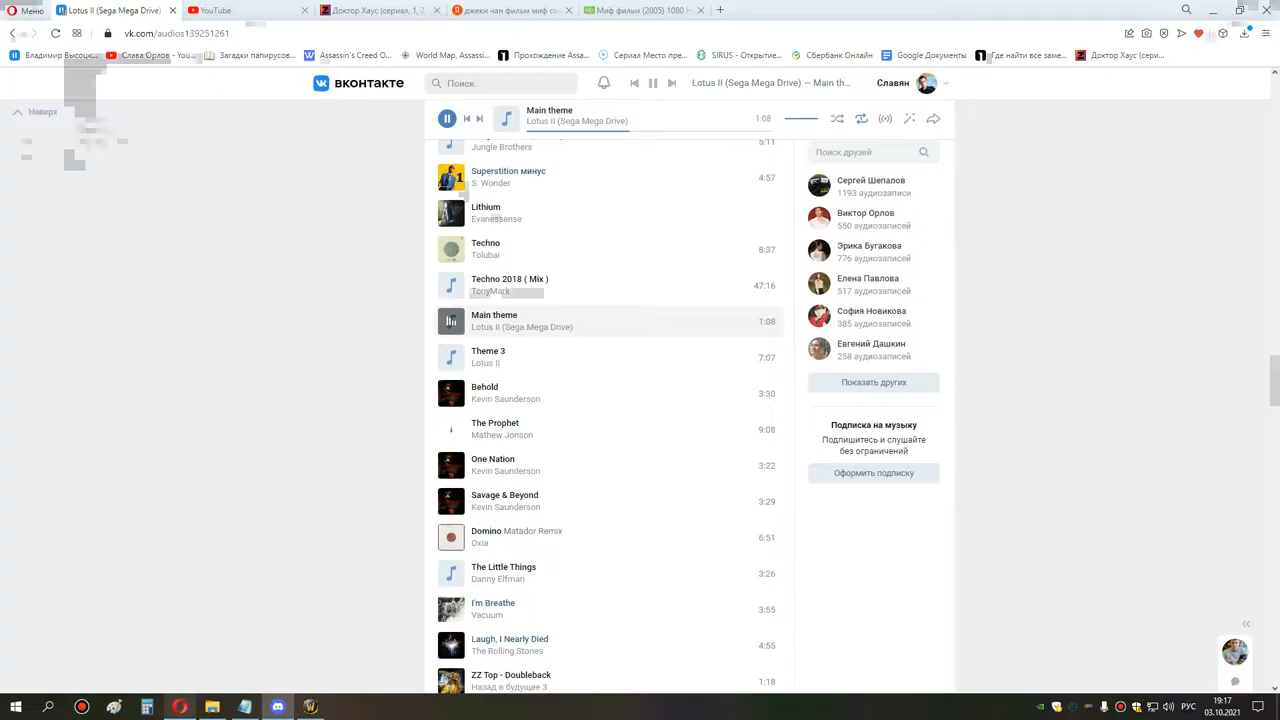 Меню
Lotus II (Sega Mega Drive)
YouTube
Доктор Хаус (сериал, 1, 2
джеки чан фильм миф см
Миф фильм (2005) 1080 H
vk.com/audios139251261
Владимир Высоц
Слава Орлов - Yo
Загадки папирусов...
Assassin's Creed O...
World Map, Assassi...
Прохождение Assa...
Сериал Место пре...
SIRUS - Открытие...
Сбербанк Онлайн
Google Документы
Где найти все заме...
Доктор Хаус (сери...
вконтакте
Поиск
Lotus II (Sega Mega Drive) – Main th...
Славян
Наверх
Main theme
Lotus II (Sega Mega Drive)
1:08
5:11
Jungle Brothers
Поиск друзей
Superstition минус
S. Wonder
4:57
Lithium
Evanessense
Techno
Tolubai
8:37
Techno 2018 ( Mix )
TonyMark
47:16
Main theme
Lotus II (Sega Mega Drive)
1:08
Theme 3
Lotus II
7:07
Behold
Kevin Saunderson
3:30
The Prophet
Mathew Jonson
9:08
One Nation
Kevin Saunderson
3:22
Savage & Beyond
Kevin Saunderson
3:29
Domino Matador Remix
Oxia
6:51
The Little Things
Danny Elfman
3:26
I'm Breathe
Vacuum
3:55
Laugh, I Nearly Died
The Rolling Stones
4:55
ZZ Top - Doubleback
Назад в будущее 3
1:18
Сергей Шепалов
1193 аудиозаписи
Виктор Орлов
550 аудиозаписей
Эрика Бугакова
776 аудиозаписей
Елена Павлова
517 аудиозаписей
София Новикова
385 аудиозаписей
Евгений Дашкин
258 аудиозаписей
Показать других
Подписка на музыку
Подпишитесь и слушайте
без ограничений
Оформить подписку
РУС
19:17
03.10.2021